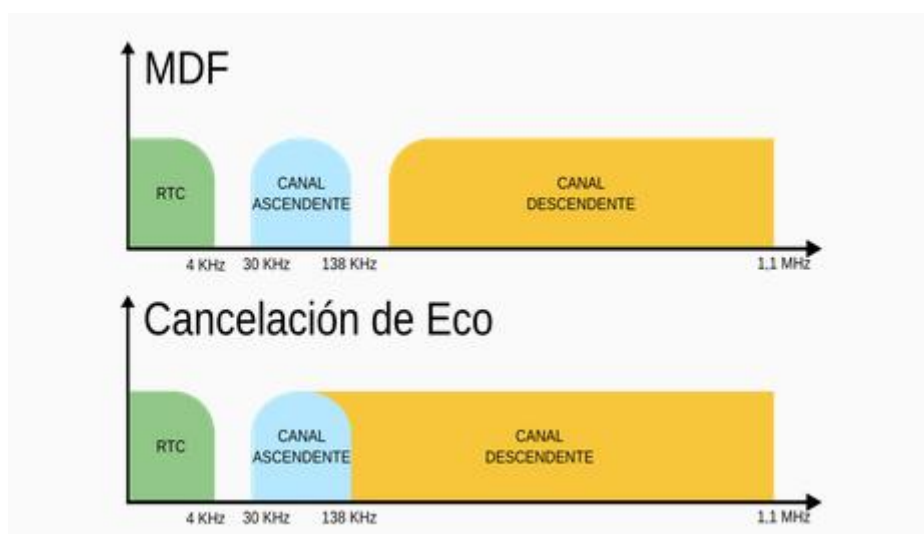 MDF
RTC
CANAL
ASCENDENTE
CANAL
DESCENDENTE
4 KHz
30 KHz
138 KHz
1,1 MHz
Cancelación de Eco
RTC
CANAL
ASCENDENTE
CANAL
DESCENDENTE
4 KHz
30 KHz
138 KHz
1,1 MHz